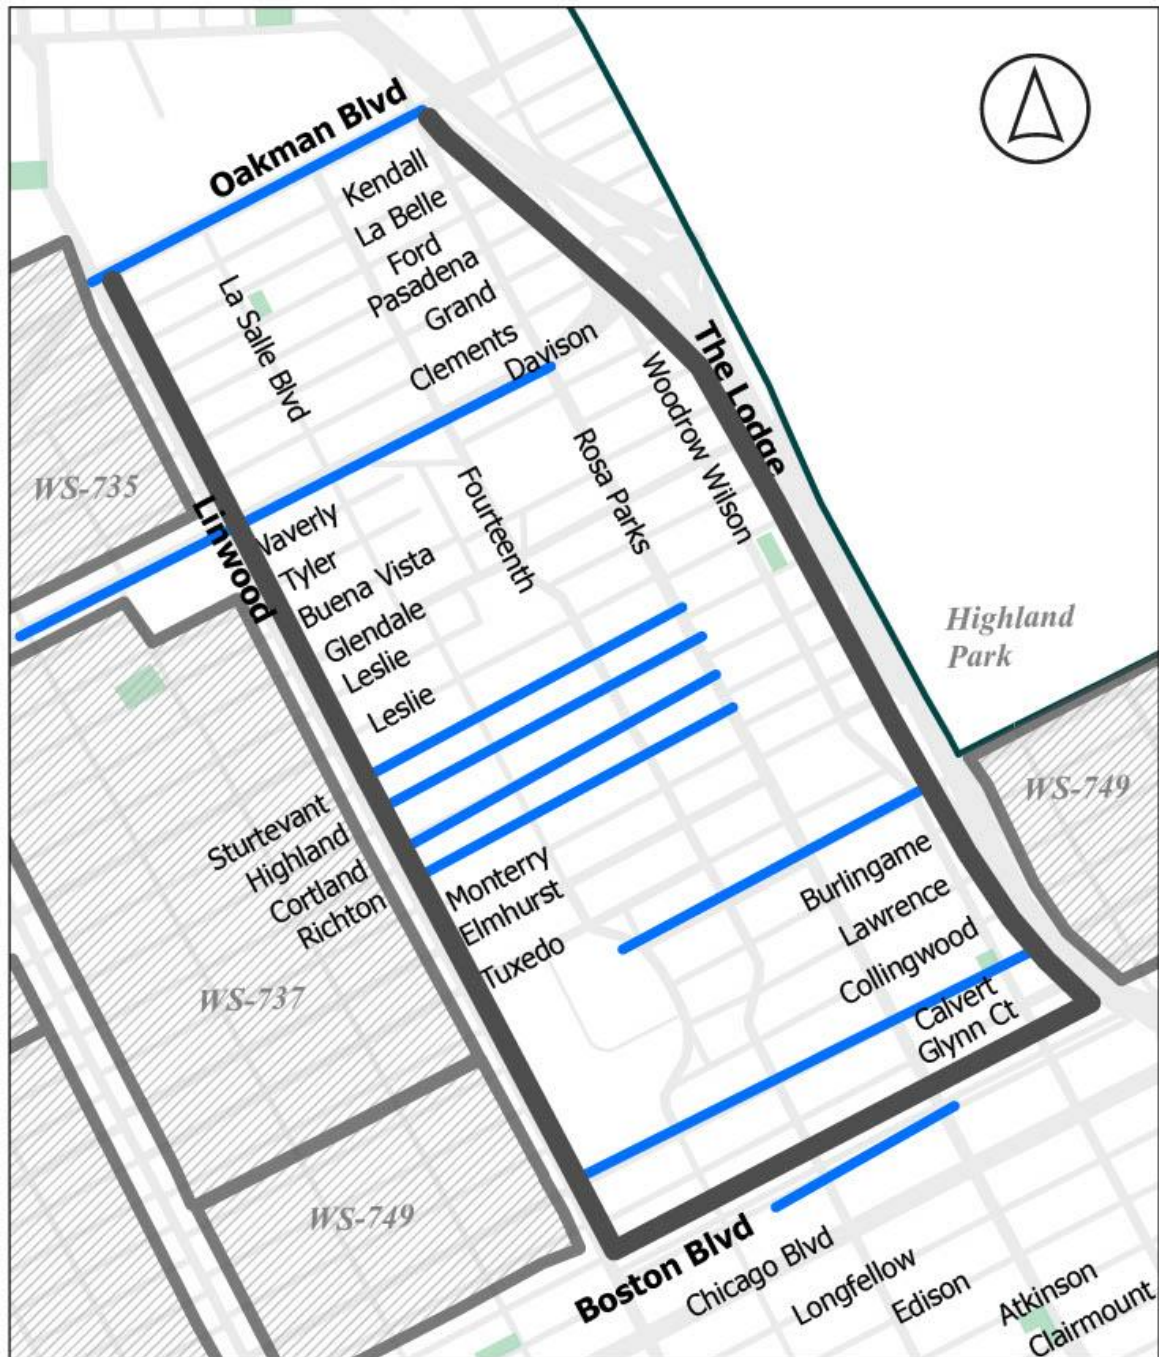 Oakman Blvd
Kendall
La Belle
Ford
Pasadena
Grand
Clements
Davison
La Salle Blvd
The Lodge
Woodrow Wilson
Rosa Parks
Fourteenth
WS-735
Linwood
Waverly
Tyler
Buena Vista
Glendale
Leslie
Leslie
Highland
Park
WS-749
Sturtevant
Highland
Cortland
Richton
Monterry
Elmhurst
Tuxedo
Burlingame
Lawrence
Collingwood
Calvert
Glynn Ct
WS-737
WS-749
Boston Blvd
Chicago Blvd
Longfellow
Edison
Atkinson
Clairmount